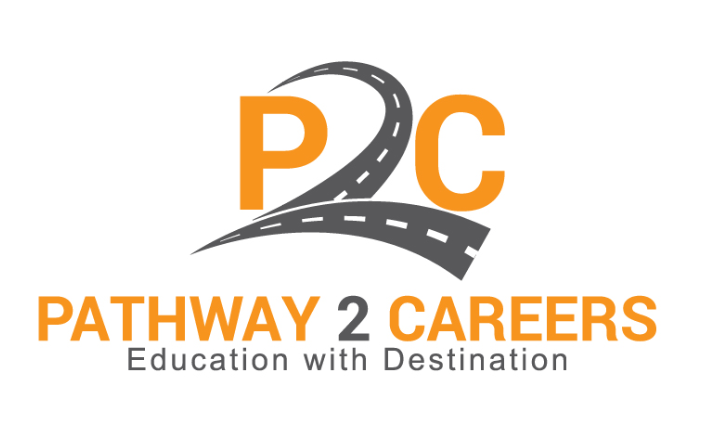 P2C
PATHWAY 2 CAREERS
Education with Destination